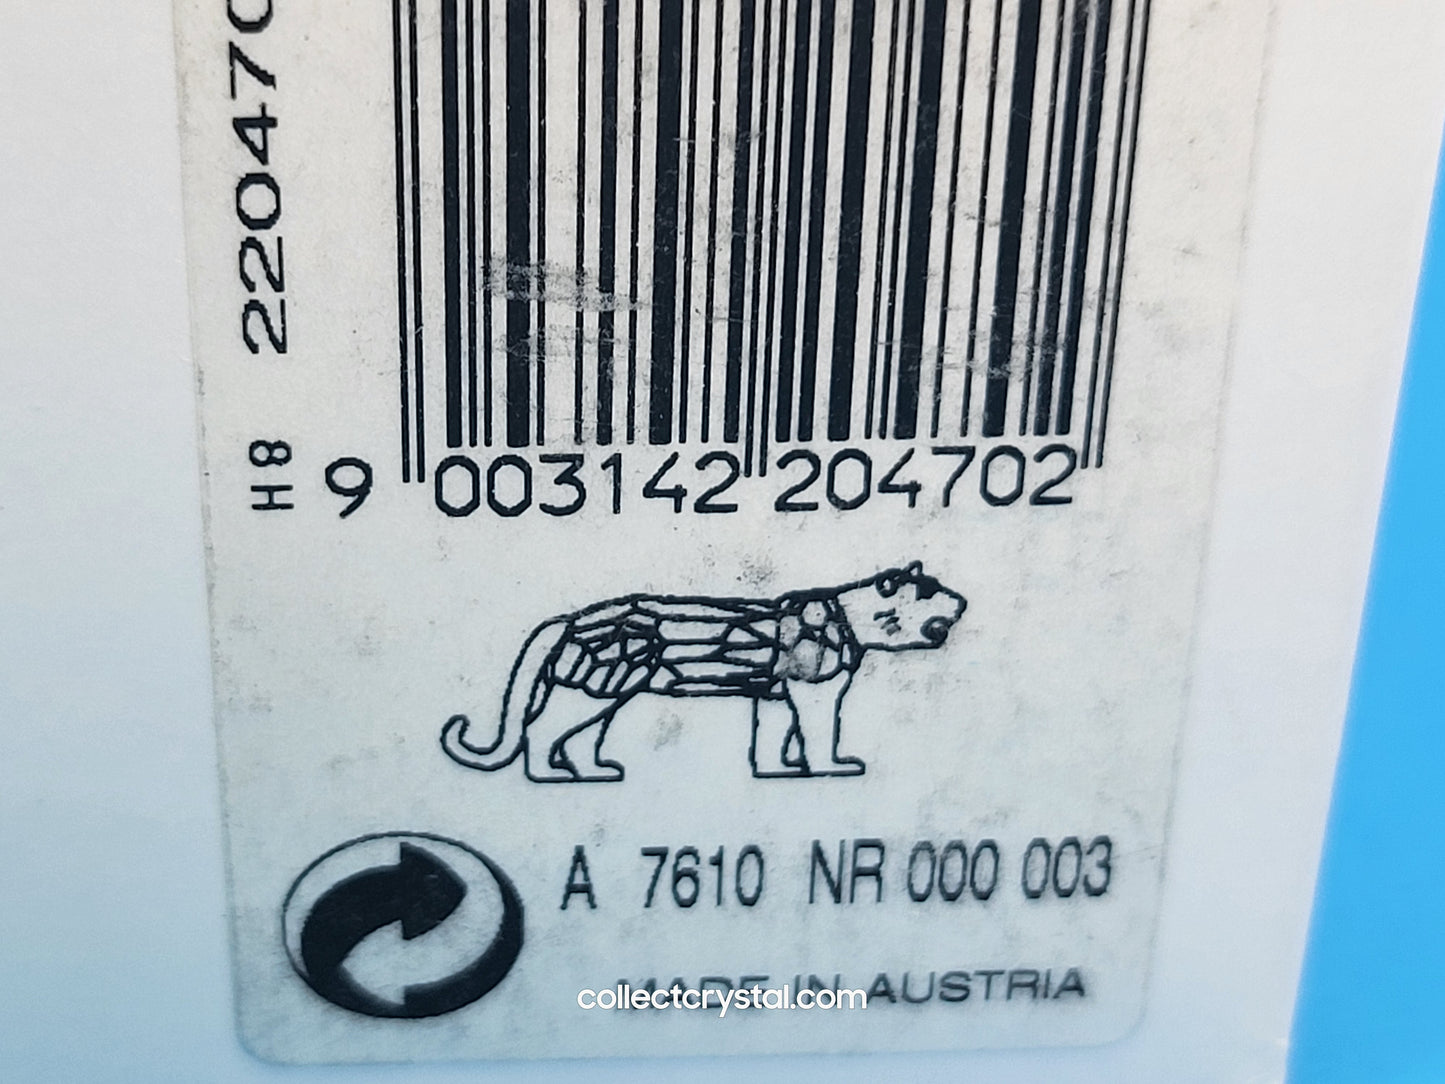 H8 220470
9 003142 204702
A 7610 NR 000 003
MADE IN AUSTRIA
collectcrystal.com